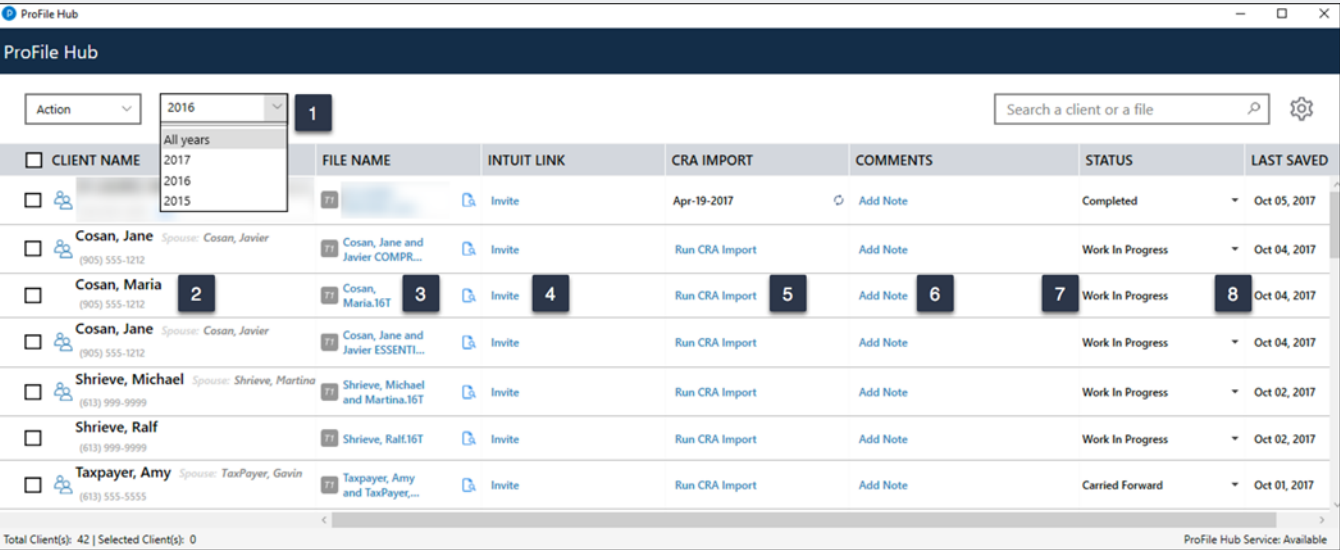 ProFile Hub
ProFile Hub
Action 2016 1 Search a client or a file
All years
2017
2016
2015
CLIENT NAME FILE NAME INTUIT LINK CRA IMPORT COMMENTS STATUS LAST SAVED
T1 Invite Apr-19-2017 Add Note Completed Oct 05, 2017
Cosan, Jane Spouse: Cosan, Javier
(905) 555-1212
T1 Cosan, Jane and
Javier COMPR...
Invite Run CRA Import Add Note Work In Progress Oct 04, 2017
Cosan, Maria
(905) 555-1212
2
T1 Cosan,
Maria.16T
3 Invite 4 Run CRA Import 5 Add Note 6 7 Work In Progress 8 Oct 04, 2017
Cosan, Jane Spouse: Cosan, Javier
(905) 555-1212
T1 Cosan, Jane and
Javier ESSENTI...
Invite Run CRA Import Add Note Work In Progress Oct 04, 2017
Shrieve, Michael Spouse: Shrieve, Martina
(613) 999-9999
T1 Shrieve, Michael
and Martina.16T
Invite Run CRA Import Add Note Work In Progress Oct 02, 2017
Shrieve, Ralf
(613) 999-9999
T1 Shrieve, Ralf.16T Invite Run CRA Import Add Note Work In Progress Oct 02, 2017
Taxpayer, Amy Spouse: TaxPayer, Gavin
(613) 555-5555
T1 Taxpayer, Amy
and TaxPayer,...
Invite Run CRA Import Add Note Carried Forward Oct 01, 2017
Total Client(s): 42 | Selected Client(s): 0 ProFile Hub Service: Available